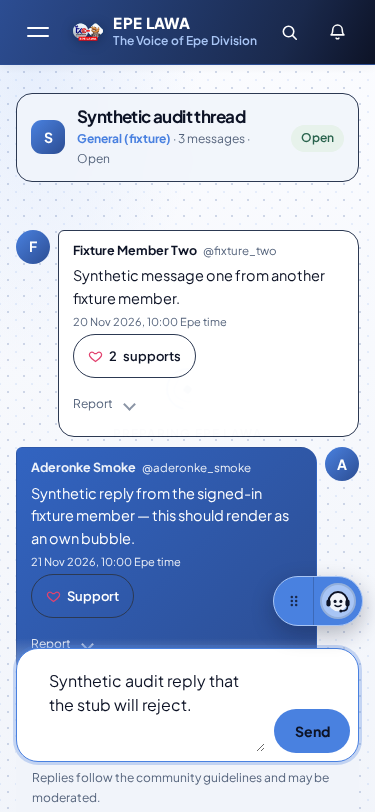 EPE LAWA
The Voice of Epe Division
S
Synthetic audit thread
General (fixture) · 3 messages ·
Open
Open
F
Fixture Member Two @fixture_two
Synthetic message one from another
fixture member.
20 Nov 2026, 10:00 Epe time
2 supports
Report
Aderonke Smoke @aderonke_smoke
A
Synthetic reply from the signed-in
fixture member — this should render as
an own bubble.
21 Nov 2026, 10:00 Epe time
Support
Report
Synthetic audit reply that
the stub will reject.
Send
Replies follow the community guidelines and may be
moderated.